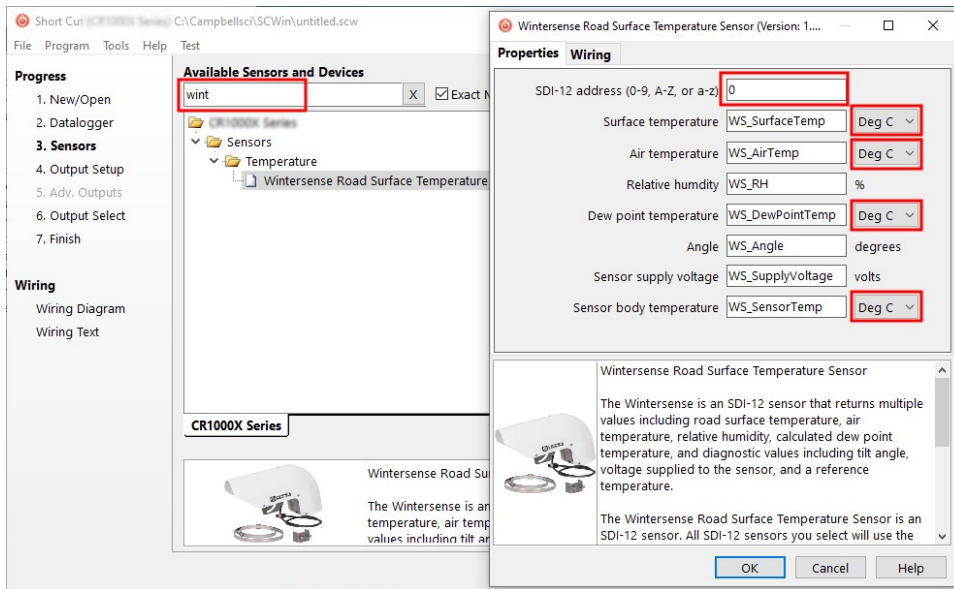 Short Cut (CR1000X Series) C:\Campbellsci\SCWin\untitled.scw
File Program Tools Help Test
Progress
1. New/Open
2. Datalogger
3. Sensors
4. Output Setup
5. Adv. Outputs
6. Output Select
7. Finish
Wiring
Wiring Diagram
Wiring Text
Available Sensors and Devices
wint X Exact
CR1000X Series
Sensors
Temperature
Wintersense Road Surface Temperature
CR1000X Series
Wintersense Road Su
The Wintersense is an
temperature, air temp
values including tilt an
Wintersense Road Surface Temperature Sensor (Version: 1....
Properties Wiring
SDI-12 address (0-9, A-Z, or a-z) 0
Surface temperature WS_SurfaceTemp Deg C
Air temperature WS_AirTemp Deg C
Relative humdity WS_RH %
Dew point temperature WS_DewPointTemp Deg C
Angle WS_Angle degrees
Sensor supply voltage WS_SupplyVoltage volts
Sensor body temperature WS_SensorTemp Deg C
Wintersense Road Surface Temperature Sensor
The Wintersense is an SDI-12 sensor that returns multiple
values including road surface temperature, air
temperature, relative humidity, calculated dew point
temperature, and diagnostic values including tilt angle,
voltage supplied to the sensor, and a reference
temperature.
The Wintersense Road Surface Temperature Sensor is an
SDI-12 sensor. All SDI-12 sensors you select will use the
OK Cancel Help